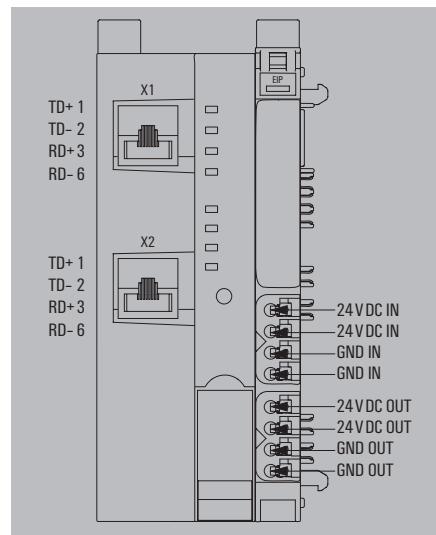 EIP
X1
TD+ 1
TD- 2
RD+ 3
RD- 6
X2
TD+ 1
TD- 2
RD+ 3
RD- 6
24 V DC IN
24 V DC IN
GND IN
GND IN
24 V DC OUT
24 V DC OUT
GND OUT
GND OUT